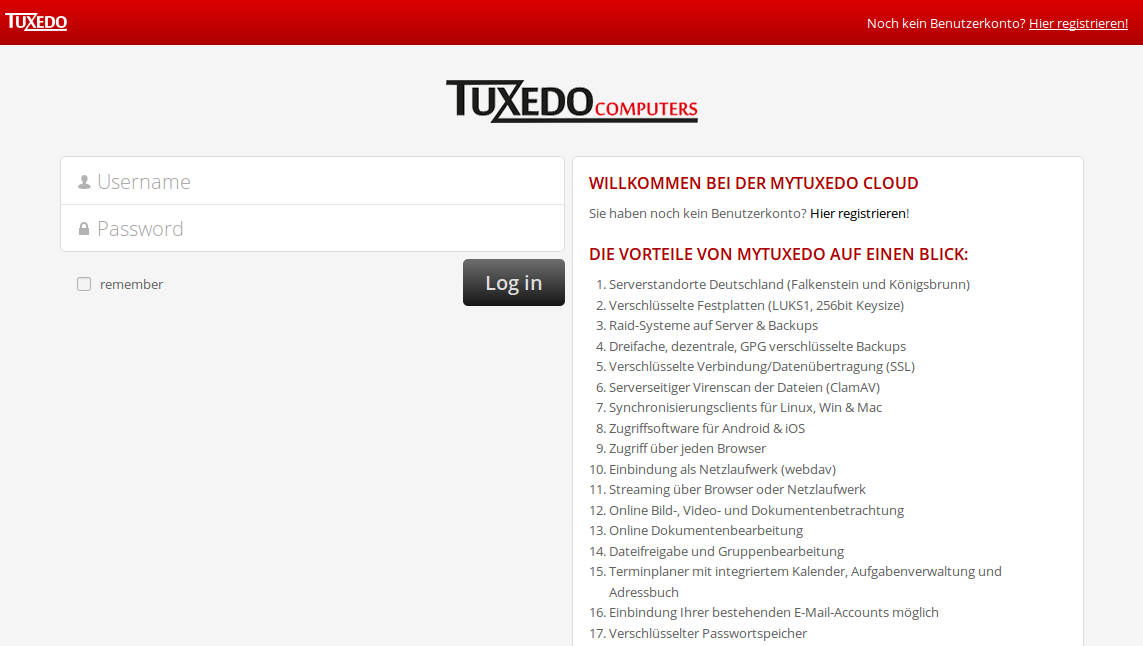 TUXEDO
Noch kein Benutzerkonto? Hier registrieren!
TUXEDO COMPUTERS
Username
Password
remember
Log in
WILLKOMMEN BEI DER MYTUXEDO CLOUD
Sie haben noch kein Benutzerkonto? Hier registrieren!
DIE VORTEILE VON MYTUXEDO AUF EINEN BLICK:
1. Serverstandorte Deutschland (Falkenstein und Königsbrunn)
2. Verschlüsselte Festplatten (LUKS1, 256bit Keysize)
3. Raid-Systeme auf Server & Backups
4. Dreifache, dezentrale, GPG verschlüsselte Backups
5. Verschlüsselte Verbindung/Datenübertragung (SSL)
6. Serverseitiger Virenscan der Dateien (ClamAV)
7. Synchronisierungsclients für Linux, Win & Mac
8. Zugriffsoftware für Android & iOS
9. Zugriff über jeden Browser
10. Einbindung als Netzlaufwerk (webdav)
11. Streaming über Browser oder Netzlaufwerk
12. Online Bild-, Video- und Dokumentenbetrachtung
13. Online Dokumentenbearbeitung
14. Dateifreigabe und Gruppenbearbeitung
15. Terminplaner mit integriertem Kalender, Aufgabenverwaltung und
Adressbuch
16. Einbindung Ihrer bestehenden E-Mail-Accounts möglich
17. Verschlüsselter Passwortspeicher